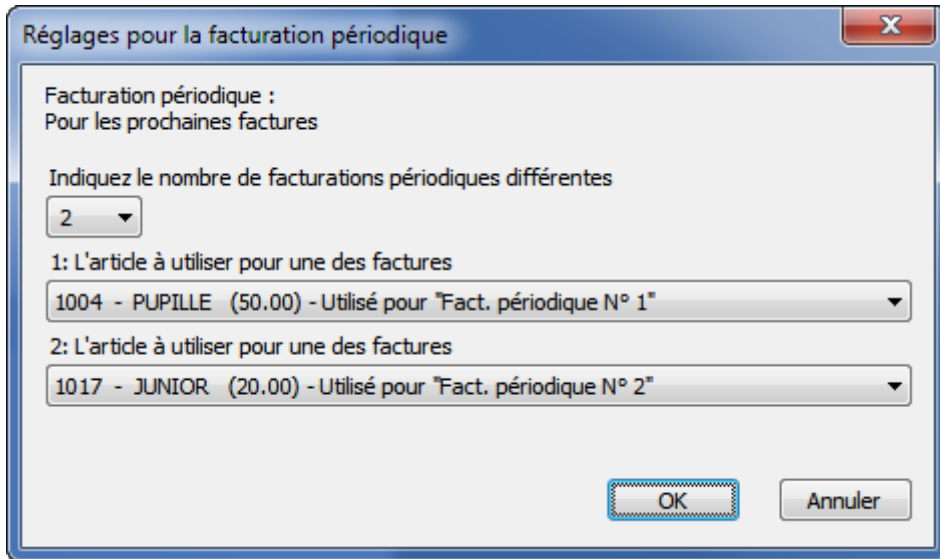 Réglages pour la facturation périodique
Facturation périodique :
Pour les prochaines factures
Indiquez le nombre de facturations périodiques différentes
2
1: L'article à utiliser pour une des factures
1004 - PUPILLE (50.00) - Utilisé pour "Fact. périodique N° 1"
2: L'article à utiliser pour une des factures
1017 - JUNIOR (20.00) - Utilisé pour "Fact. périodique N° 2"
OK Annuler